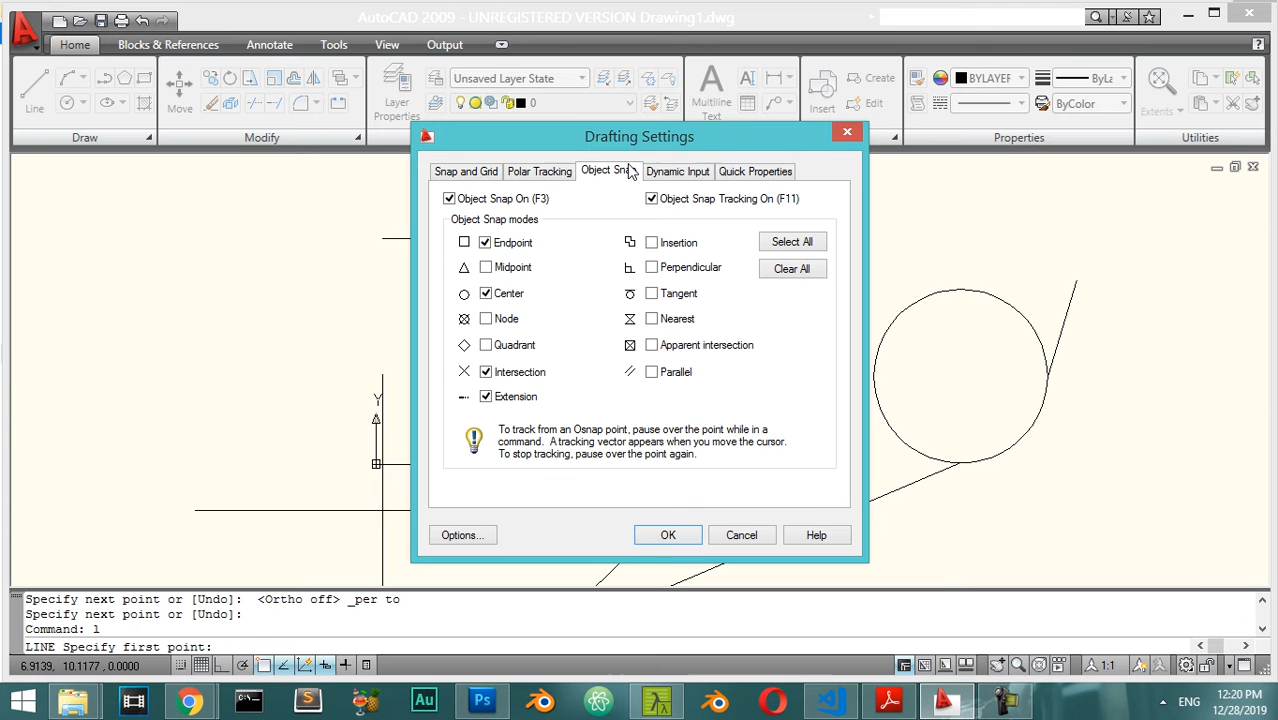 AutoCAD 2009 - UNREGISTERED VERSION Drawing1.dwg
Home Blocks & References Annotate Tools View Output
Line Move Layer Properties Unsaved Layer State 0 Multiline Text Insert Create Edit BYLAYER ByLa ByColor Extents
Draw Modify Properties Utilities
Drafting Settings
Snap and Grid Polar Tracking Object Snap Dynamic Input Quick Properties
Object Snap On (F3) Object Snap Tracking On (F11)
Object Snap modes
Endpoint Insertion Select All
Midpoint Perpendicular Clear All
Center Tangent
Node Nearest
Quadrant Apparent intersection
Intersection Parallel
Extension
To track from an Osnap point, pause over the point while in a
command. A tracking vector appears when you move the cursor.
To stop tracking, pause over the point again.
Options... OK Cancel Help
Y
Specify next point or [Undo]: <Ortho off> _per to
Specify next point or [Undo]:
Command: l
LINE Specify first point:
6.9139, 10.1177, 0.0000 1:1
Au Ps ENG 12:20 PM
12/28/2019